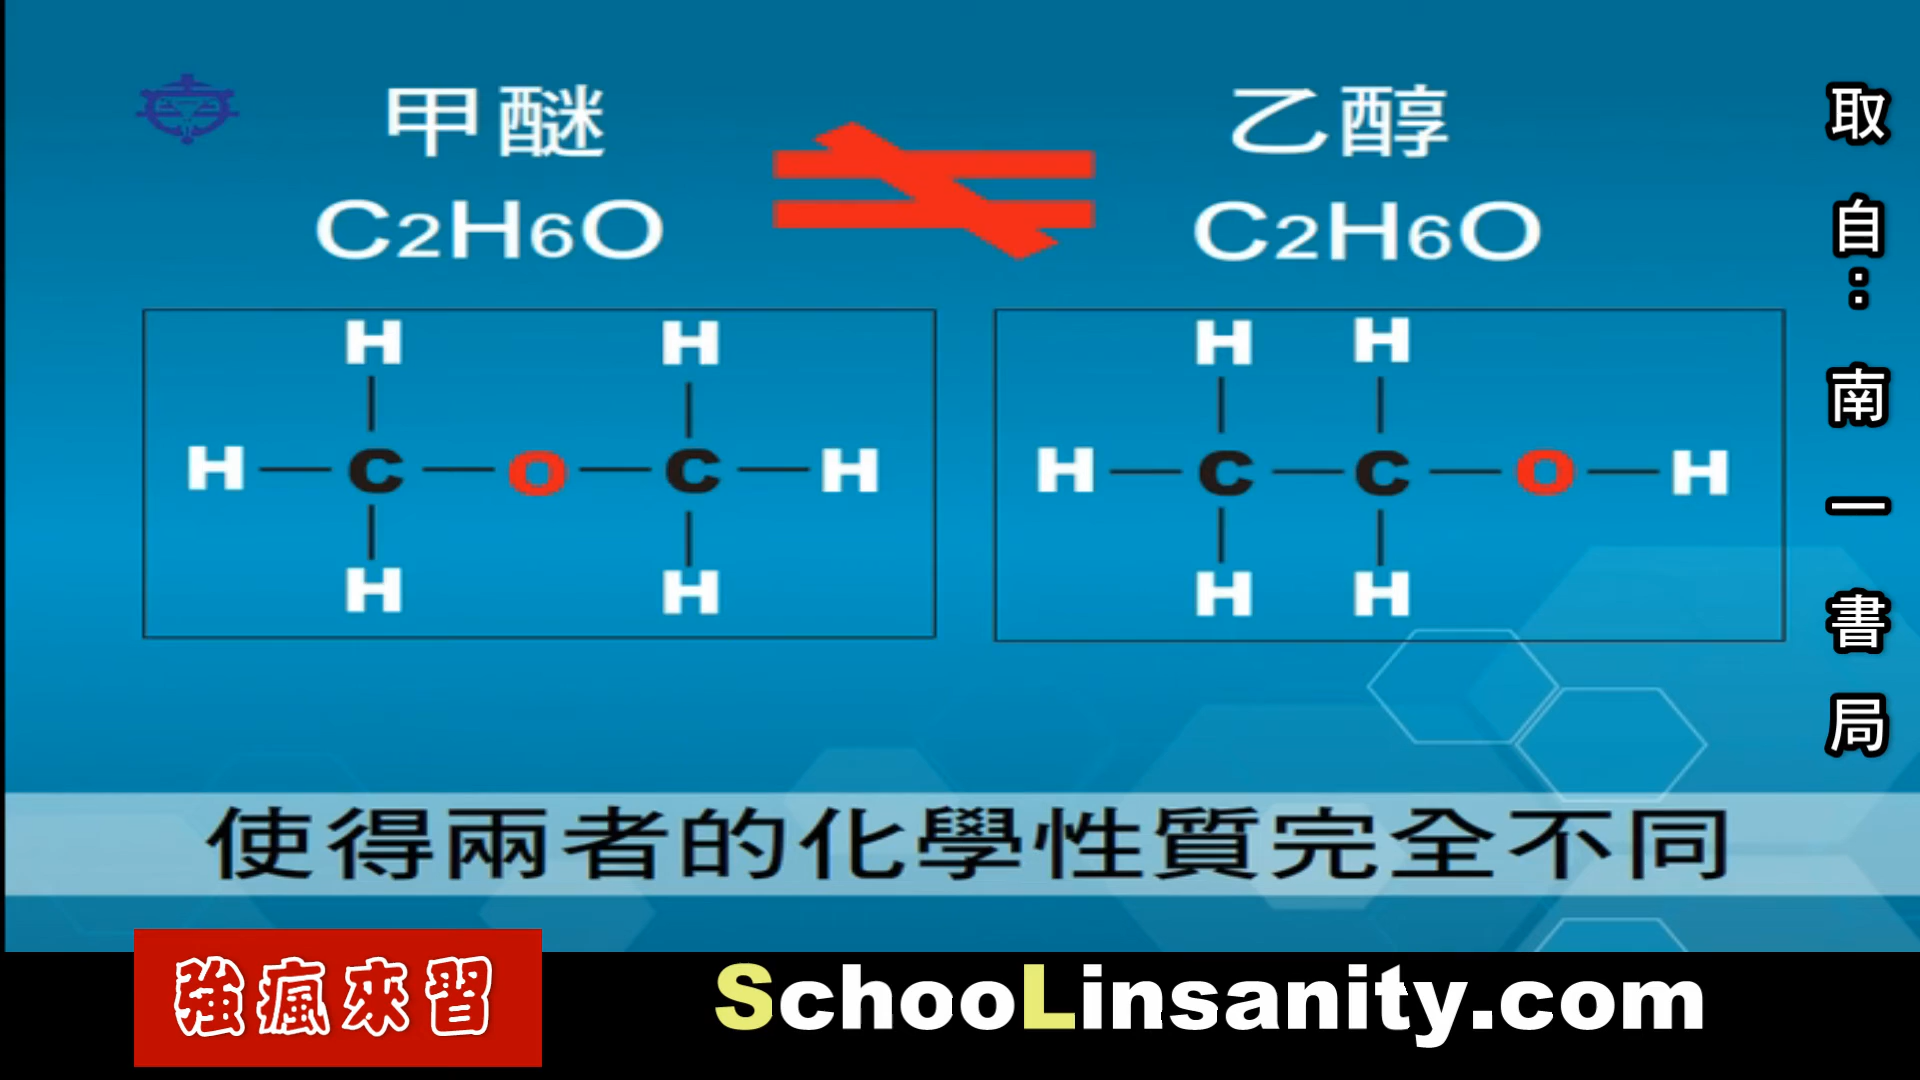 甲醚
C2H6O
乙醇
C2H6O
H H
H C O C H
H H
H H
H C C O H
H H
使得兩者的化學性質完全不同
取自：南一書局
強瘋來習
SchooLinsanity.com